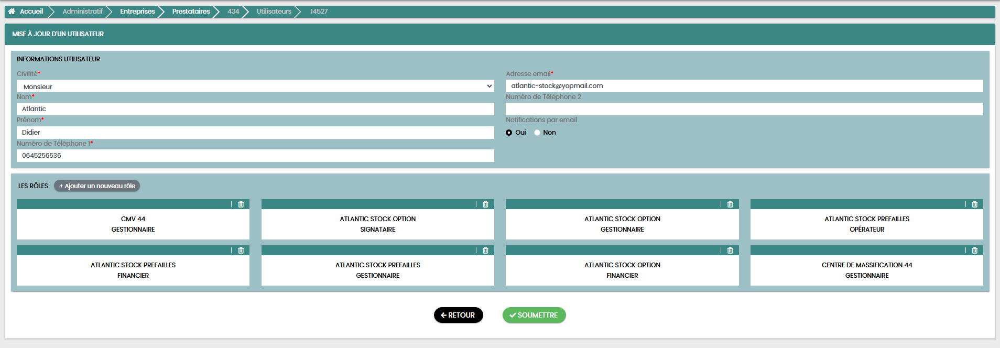 Accueil Administratif Entreprises Prestataires 434 Utilisateurs 14527
MISE À JOUR D'UN UTILISATEUR
INFORMATIONS UTILISATEUR
Civilité*
Monsieur
Nom*
Atlantic
Prénom*
Didier
Numéro de Téléphone 1*
0645256536
Adresse email*
atlantic-stock@yopmail.com
Numéro de Téléphone 2
Notifications par email
Oui Non
LES RÔLES + Ajouter un nouveau rôle
CMV 44
GESTIONNAIRE
ATLANTIC STOCK OPTION
SIGNATAIRE
ATLANTIC STOCK OPTION
GESTIONNAIRE
ATLANTIC STOCK PREFAILLES
OPÉRATEUR
ATLANTIC STOCK PREFAILLES
FINANCIER
ATLANTIC STOCK PREFAILLES
GESTIONNAIRE
ATLANTIC STOCK OPTION
FINANCIER
CENTRE DE MASSIFICATION 44
GESTIONNAIRE
RETOUR SOUMETTRE